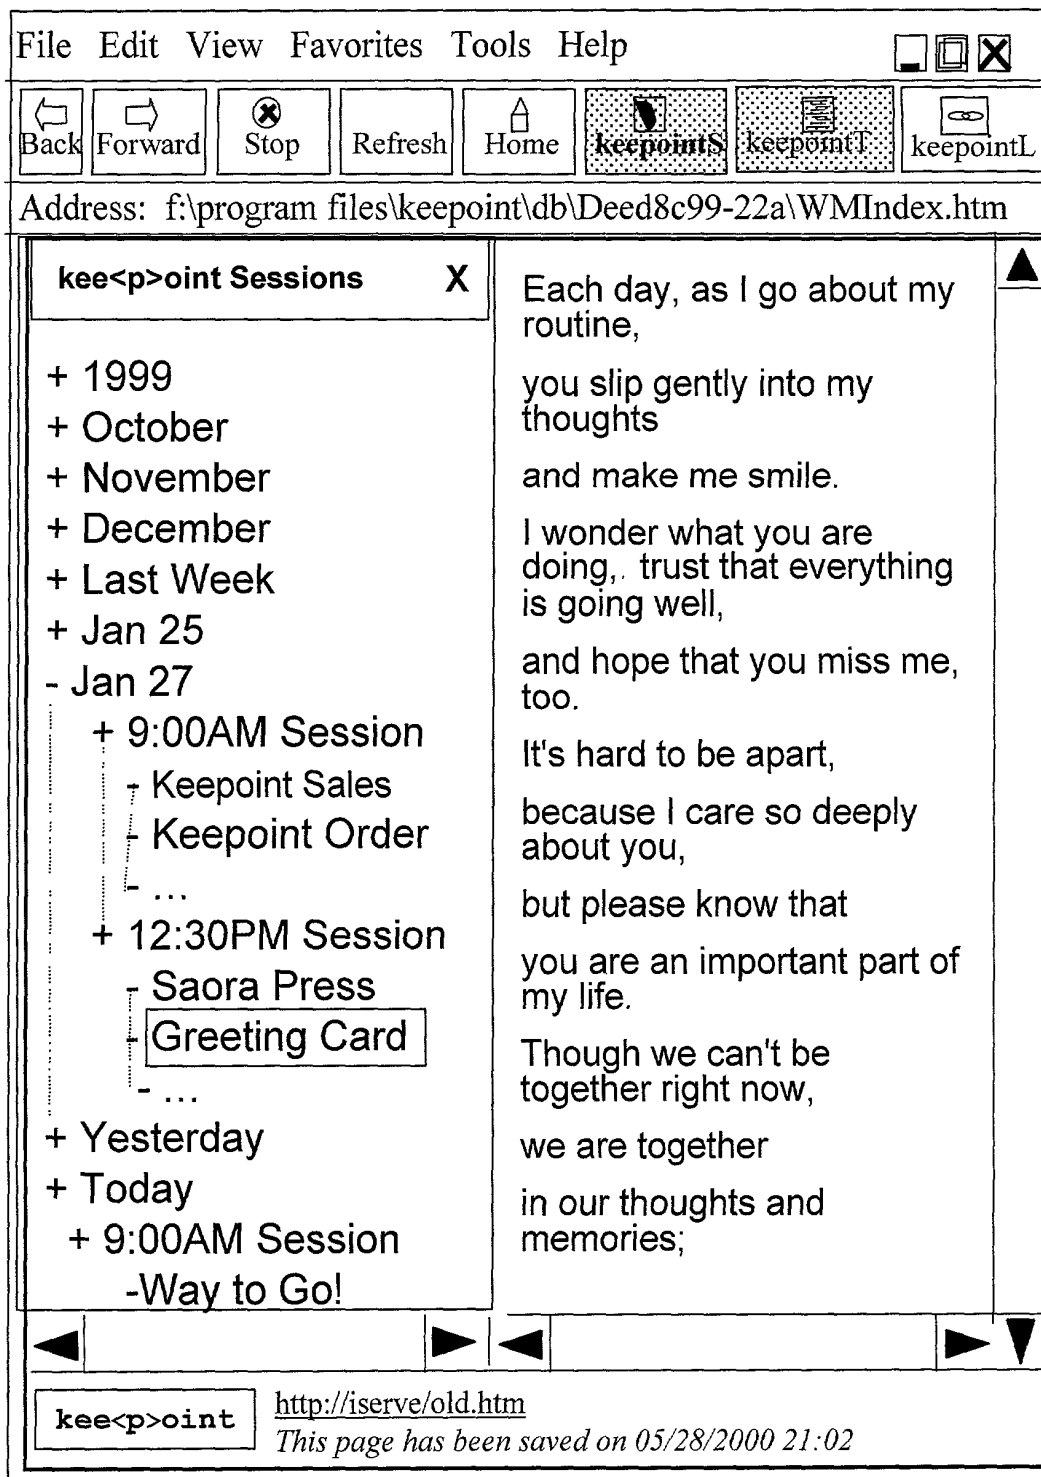 File Edit View Favorites Tools Help
Back Forward Stop Refresh Home keepointS keepointT keepointL
Address: f:\program files\keepoint\db\Deed8c99-22a\WMIndex.htm
kee<p>oint Sessions X
+ 1999
+ October
+ November
+ December
+ Last Week
+ Jan 25
- Jan 27
+ 9:00AM Session
- Keepoint Sales
- Keepoint Order
- ...
+ 12:30PM Session
- Saora Press
- Greeting Card
- ...
+ Yesterday
+ Today
+ 9:00AM Session
-Way to Go!
Each day, as I go about my
routine,
you slip gently into my
thoughts
and make me smile.
I wonder what you are
doing,. trust that everything
is going well,
and hope that you miss me,
too.
It's hard to be apart,
because I care so deeply
about you,
but please know that
you are an important part of
my life.
Though we can't be
together right now,
we are together
in our thoughts and
memories;
kee<p>oint
http://iserve/old.htm
This page has been saved on 05/28/2000 21:02